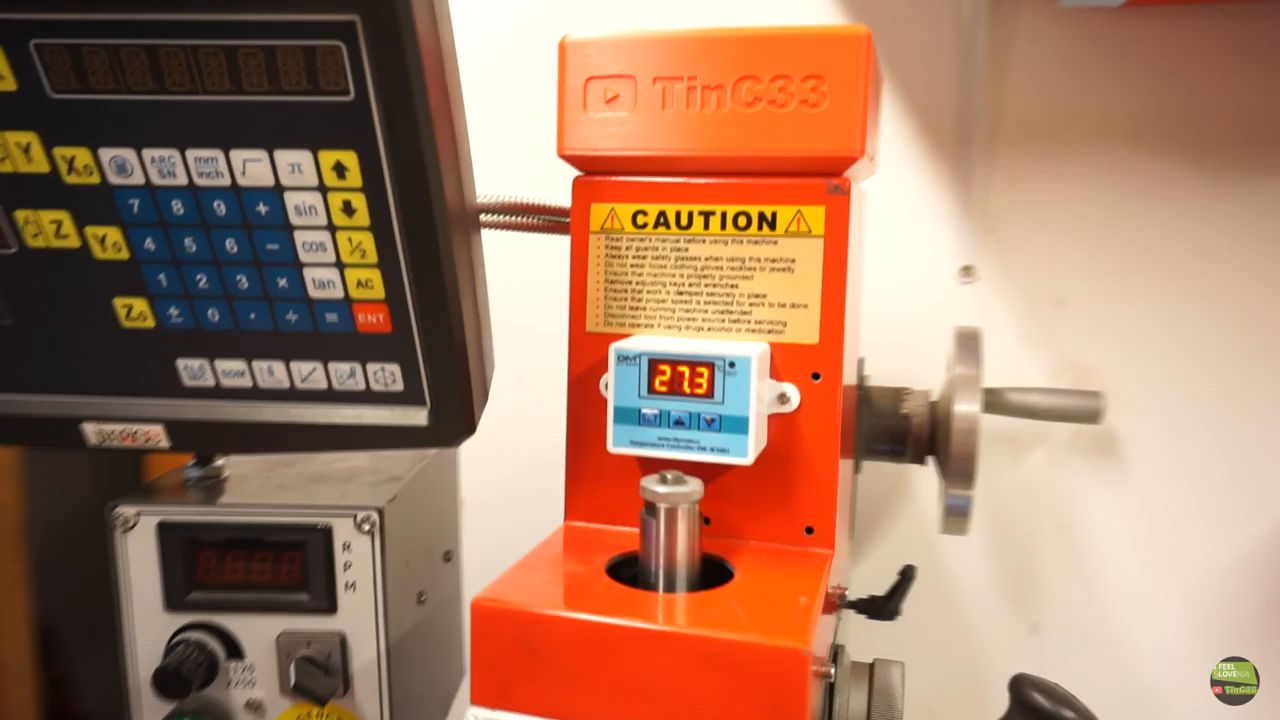 TinC33
CAUTION
Read owner's manual before using this machine
Keep all guards in place
Always wear safety glasses when using this machine
Do not wear loose clothing,gloves,neckties or jewelry
Ensure that machine is properly grounded
Remove adjusting keys and wrenches
Ensure that work is clamped securely in place
Ensure that proper speed is selected for work to be done
Do not leave running machine unattended
Disconnect tool from power source before servicing
Do not operate if using drugs,alcohol or medication
27.3
Temperature Controller
Y X₀ ARC SN mm inch √ π
7 8 9 + sin
Z Y₀ 4 5 6 − cos 1/2
1 2 3 × tan AC
Z₀ ± 0 . ÷ = ENT
RPM
FEEL
SLOVENIA
TinC33